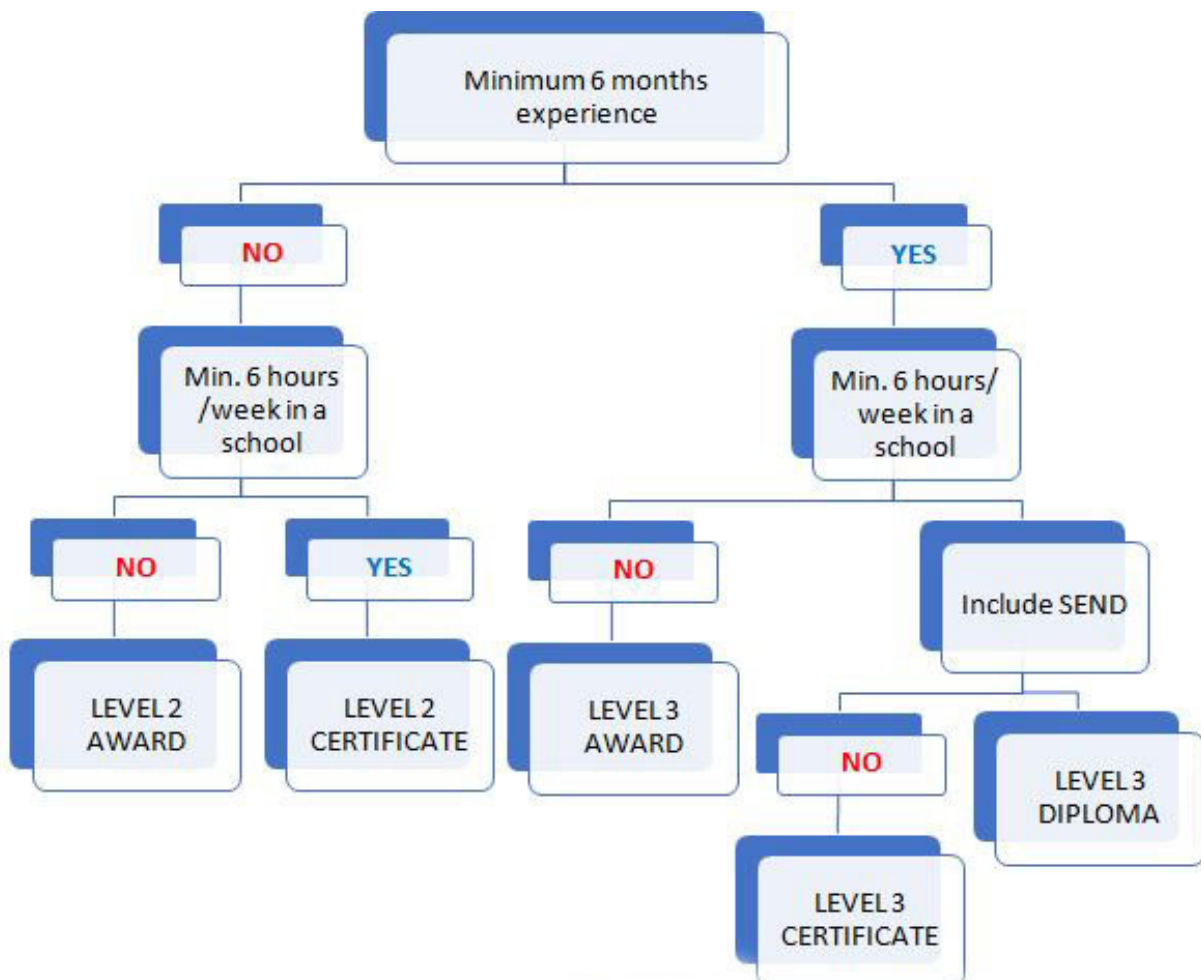 Minimum 6 months
experience
NO
YES
Min. 6 hours
/week in a
school
Min. 6 hours/
week in a
school
NO
YES
NO
Include SEND
LEVEL 2
AWARD
LEVEL 2
CERTIFICATE
LEVEL 3
AWARD
NO
LEVEL 3
DIPLOMA
LEVEL 3
CERTIFICATE